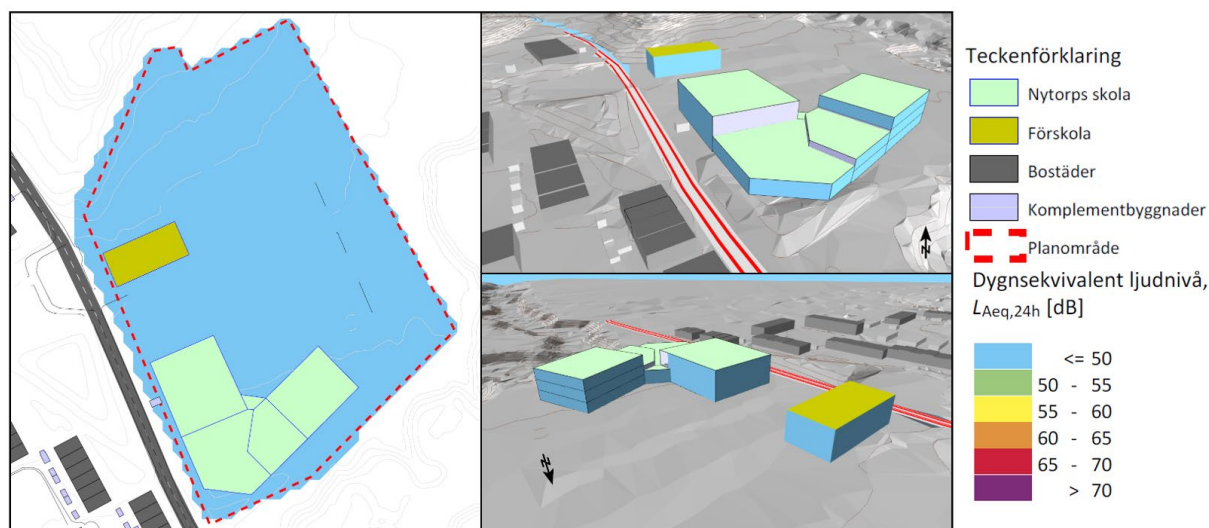 Teckenförklaring
Nytorps skola
Förskola
Bostäder
Komplementbyggnader
Planområde
Dygnsekvivalent ljudnivå,
LAeq,24h [dB]
<= 50
50 - 55
55 - 60
60 - 65
65 - 70
> 70
N
N